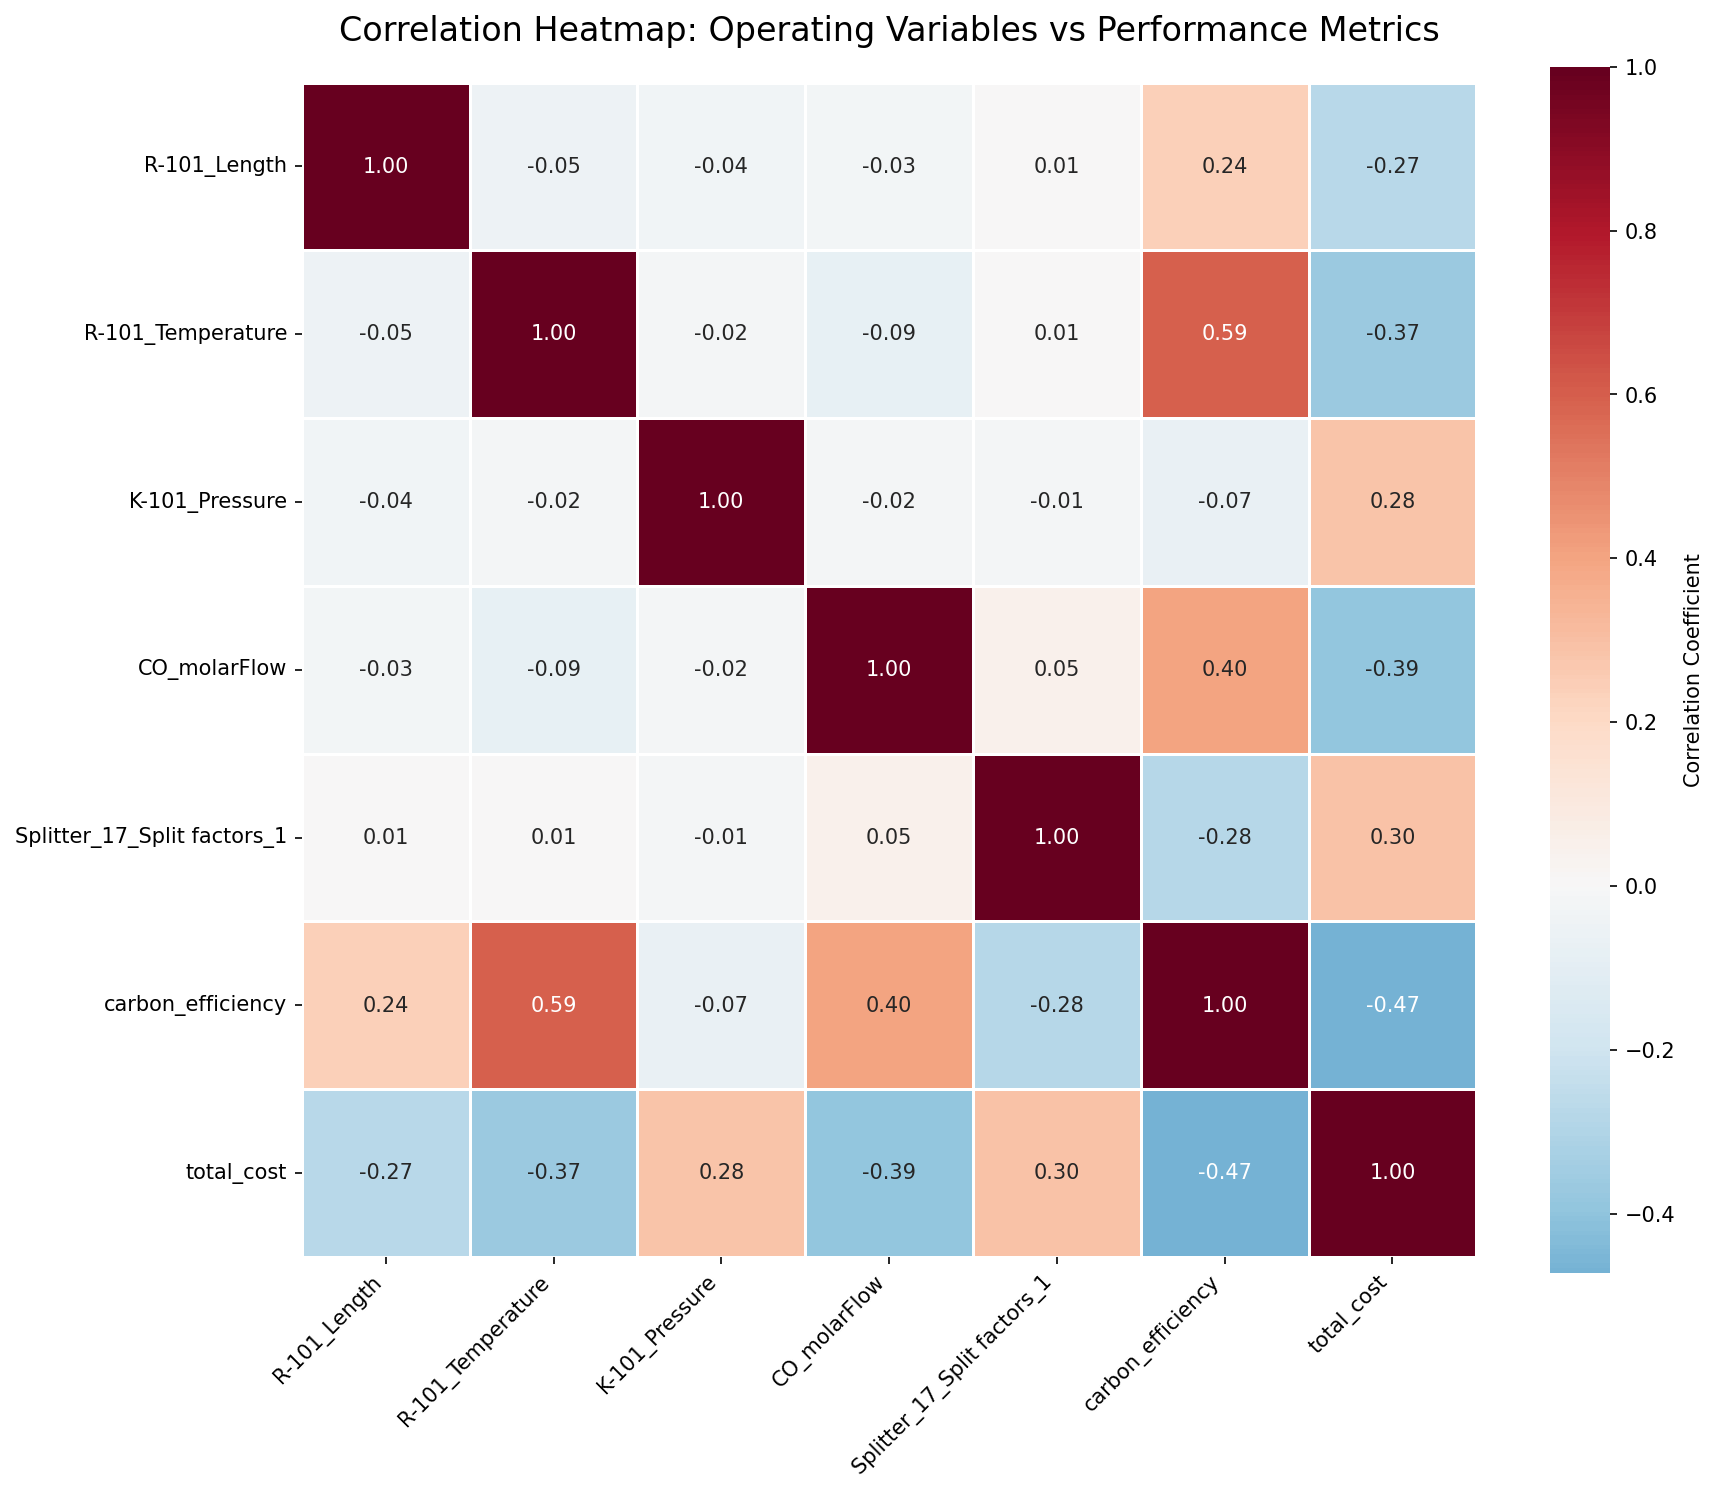 Correlation Heatmap: Operating Variables vs Performance Metrics
R-101_Length 1.00 -0.05 -0.04 -0.03 0.01 0.24 -0.27
R-101_Temperature -0.05 1.00 -0.02 -0.09 0.01 0.59 -0.37
K-101_Pressure -0.04 -0.02 1.00 -0.02 -0.01 -0.07 0.28
CO_molarFlow -0.03 -0.09 -0.02 1.00 0.05 0.40 -0.39
Splitter_17_Split factors_1 0.01 0.01 -0.01 0.05 1.00 -0.28 0.30
carbon_efficiency 0.24 0.59 -0.07 0.40 -0.28 1.00 -0.47
total_cost -0.27 -0.37 0.28 -0.39 0.30 -0.47 1.00
R-101_Length
R-101_Temperature
K-101_Pressure
CO_molarFlow
Splitter_17_Split factors_1
carbon_efficiency
total_cost
1.0
0.8
0.6
0.4
0.2
0.0
−0.2
−0.4
Correlation Coefficient